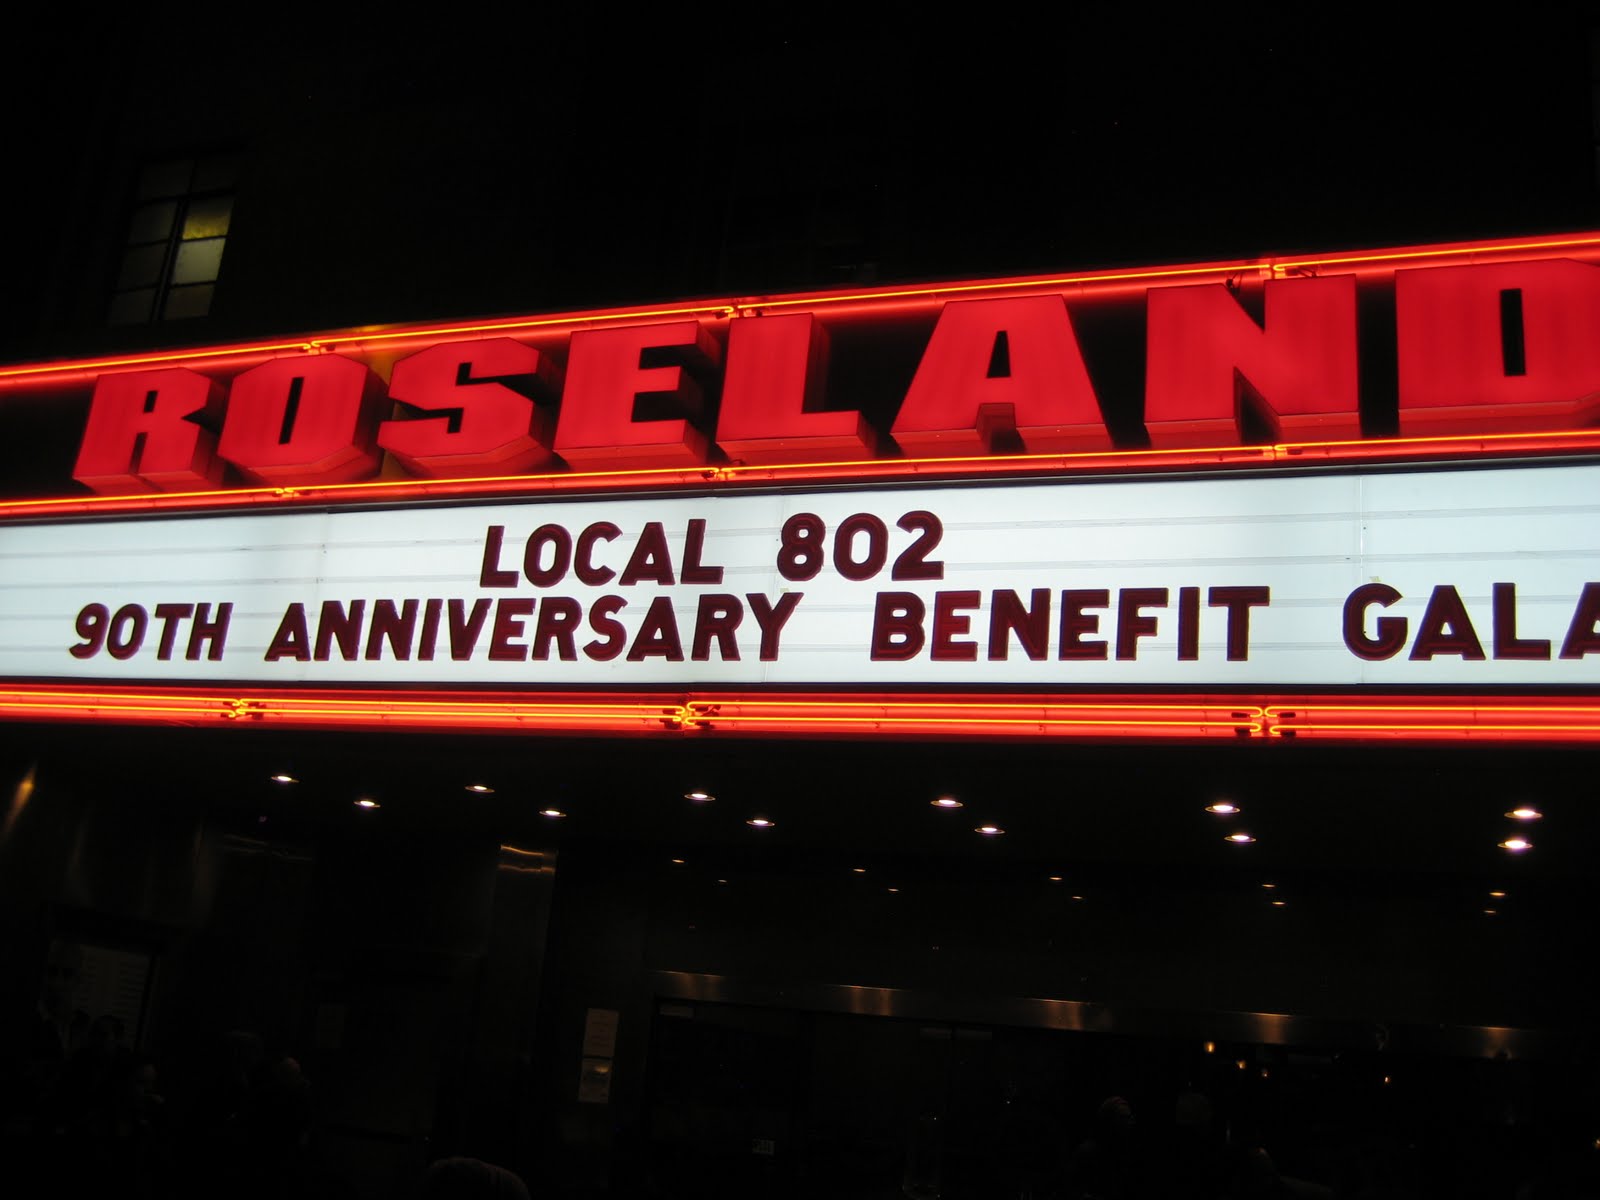 ROSELAND
LOCAL 802
90TH ANNIVERSARY BENEFIT GALA